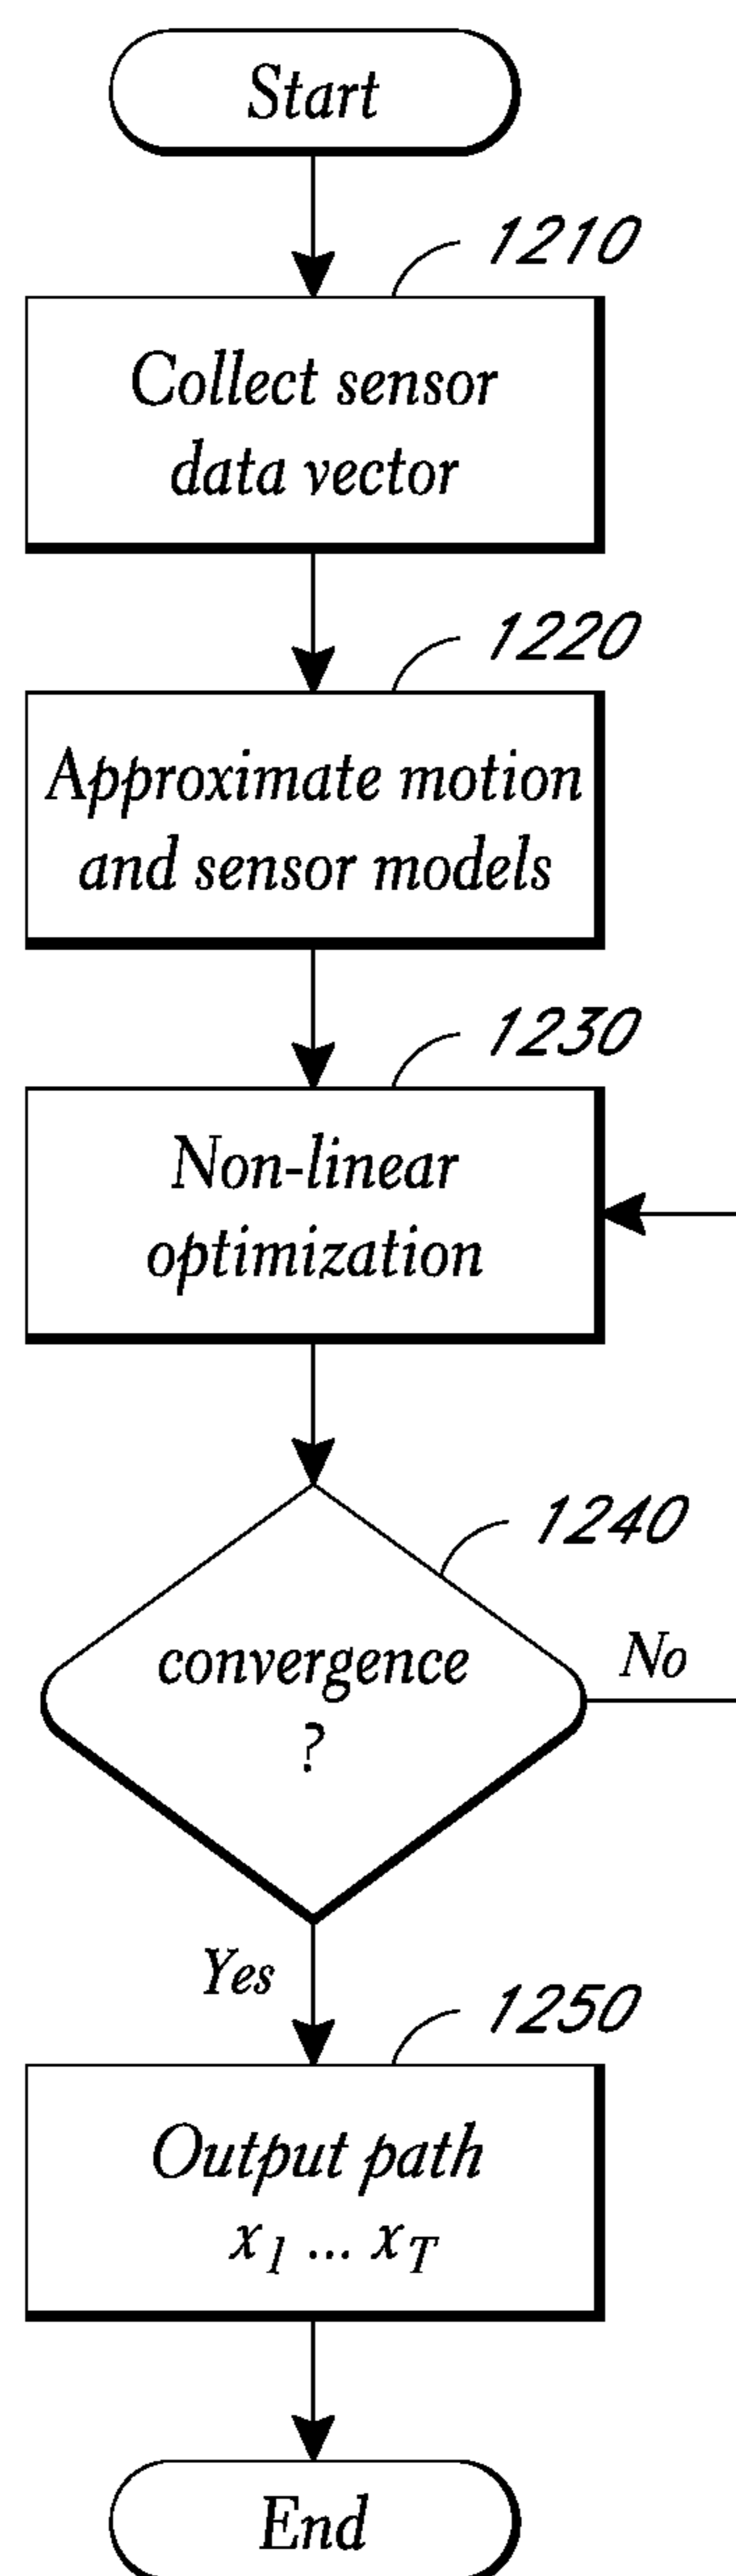 Start
1210
Collect sensor
data vector
1220
Approximate motion
and sensor models
1230
Non-linear
optimization
1240
convergence
?
No
Yes
1250
Output path
x1 ... xT
End